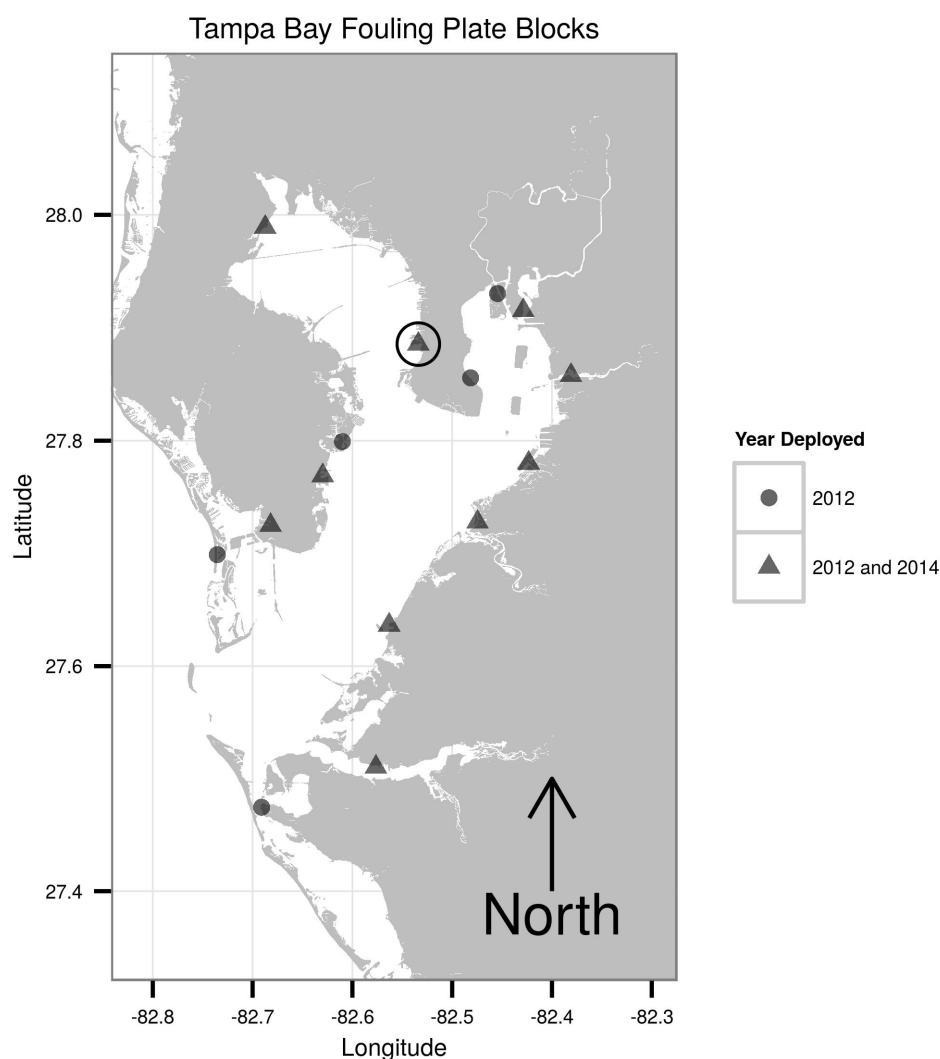 Tampa Bay Fouling Plate Blocks
28.0
27.8
27.6
27.4
Latitude
-82.8
-82.7
-82.6
-82.5
-82.4
-82.3
Longitude
North
Year Deployed
2012
2012 and 2014